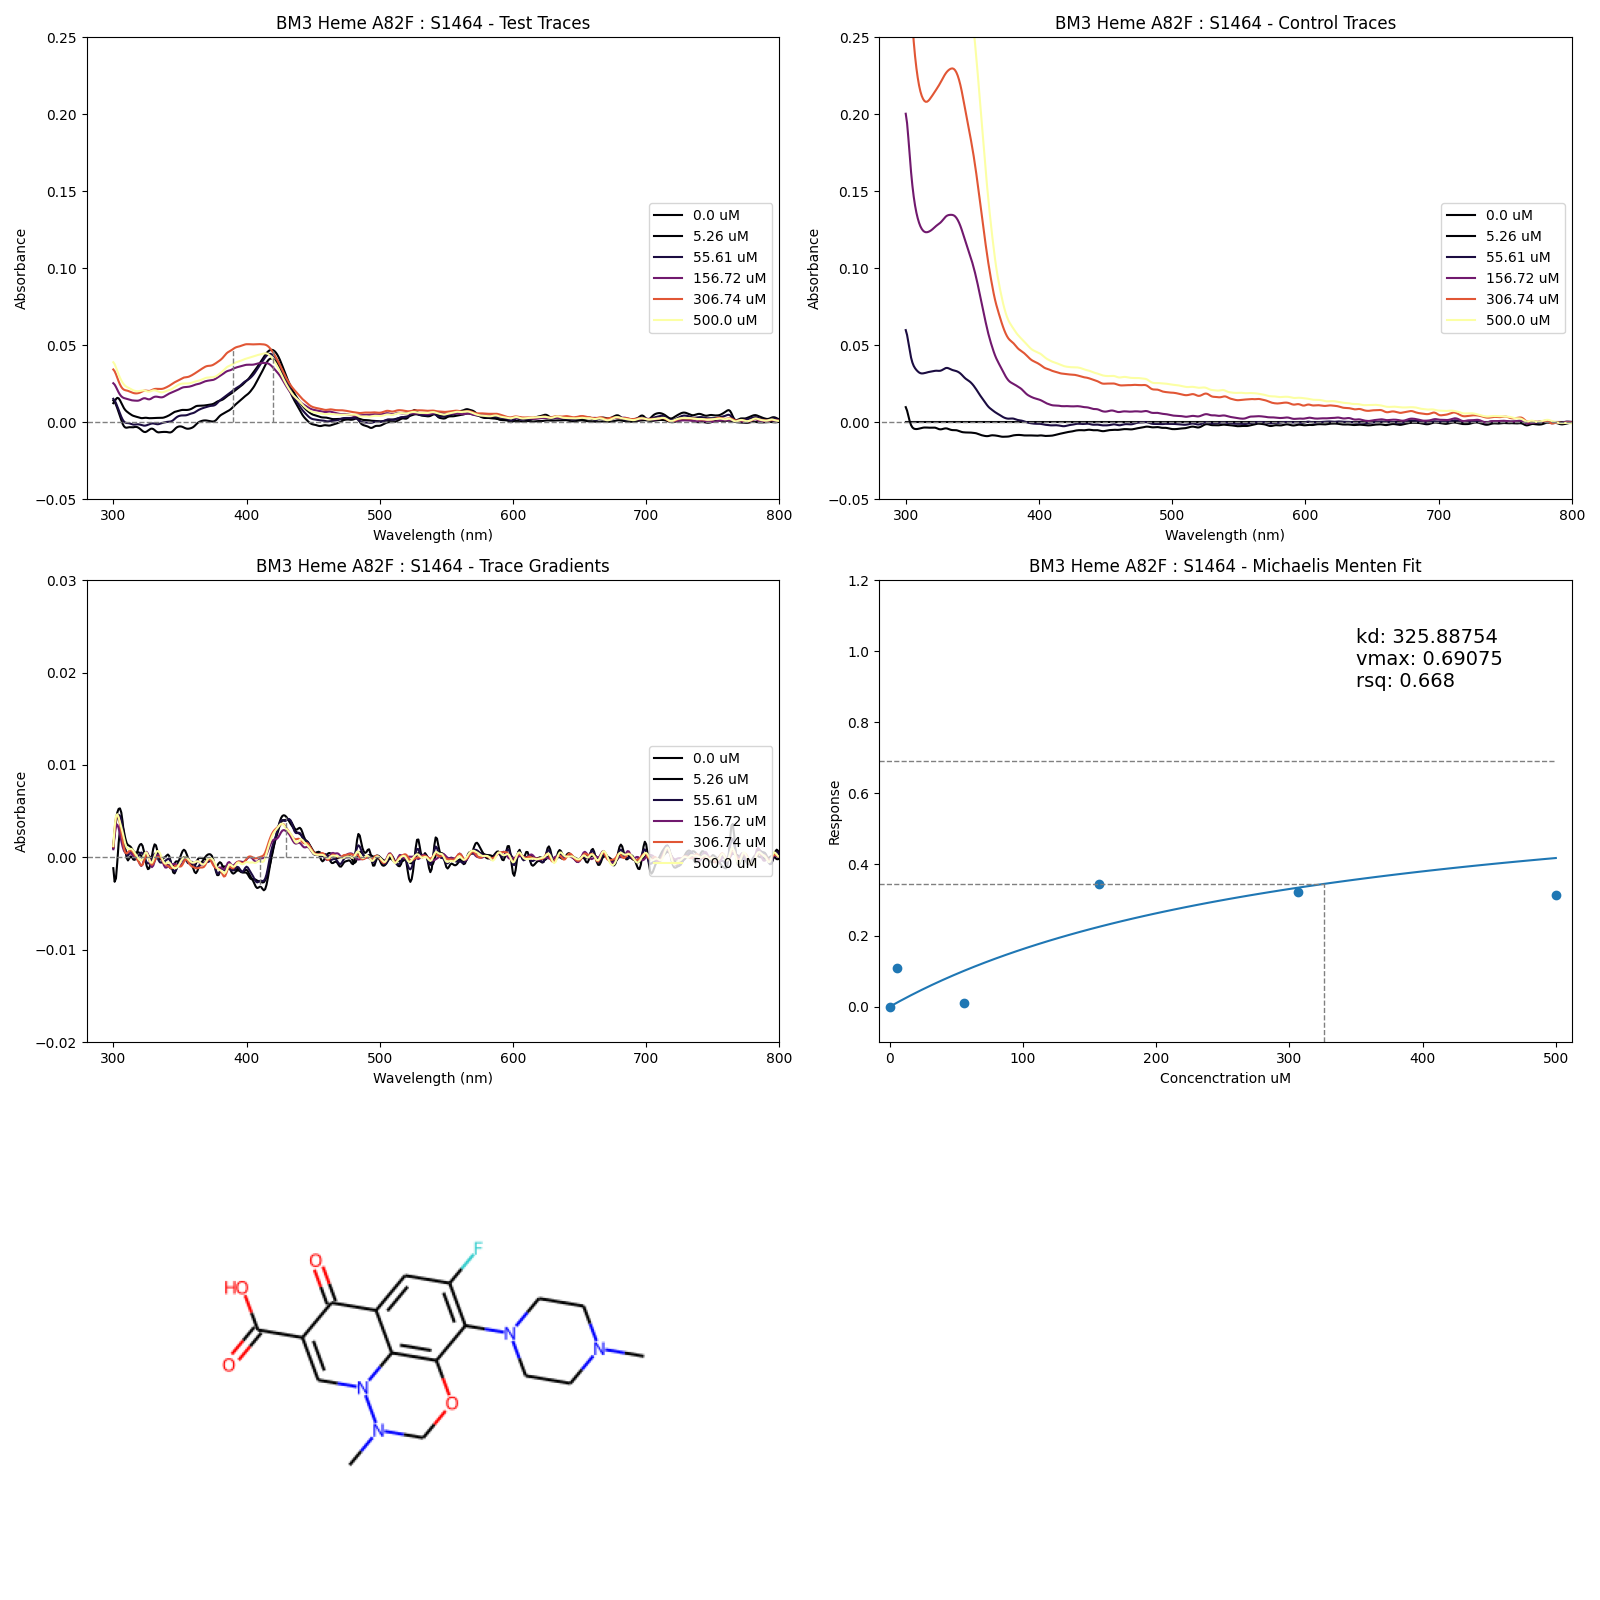 BM3 Heme A82F : S1464 - Test Traces
0.25
0.20
0.15
0.10
0.05
0.00
−0.05
Absorbance
300 400 500 600 700 800
Wavelength (nm)
0.0 uM
5.26 uM
55.61 uM
156.72 uM
306.74 uM
500.0 uM
BM3 Heme A82F : S1464 - Control Traces
0.25
0.20
0.15
0.10
0.05
0.00
−0.05
Absorbance
300 400 500 600 700 800
Wavelength (nm)
0.0 uM
5.26 uM
55.61 uM
156.72 uM
306.74 uM
500.0 uM
BM3 Heme A82F : S1464 - Trace Gradients
0.03
0.02
0.01
0.00
−0.01
−0.02
Absorbance
300 400 500 600 700 800
Wavelength (nm)
0.0 uM
5.26 uM
55.61 uM
156.72 uM
306.74 uM
500.0 uM
BM3 Heme A82F : S1464 - Michaelis Menten Fit
1.2
1.0
0.8
0.6
0.4
0.2
0.0
Response
0 100 200 300 400 500
Concenctration uM
kd: 325.88754
vmax: 0.69075
rsq: 0.668
F
O
HO
O
N
N
N
O
N